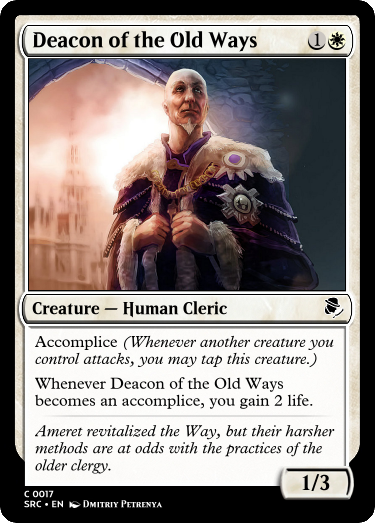 Deacon of the Old Ways 1
Creature — Human Cleric
Accomplice (Whenever another creature you
control attacks, you may tap this creature.)
Whenever Deacon of the Old Ways
becomes an accomplice, you gain 2 life.
Ameret revitalized the Way, but their harsher
methods are at odds with the practices of the
older clergy.
1/3
C 0017
SRC • EN Dmitriy Petrenya